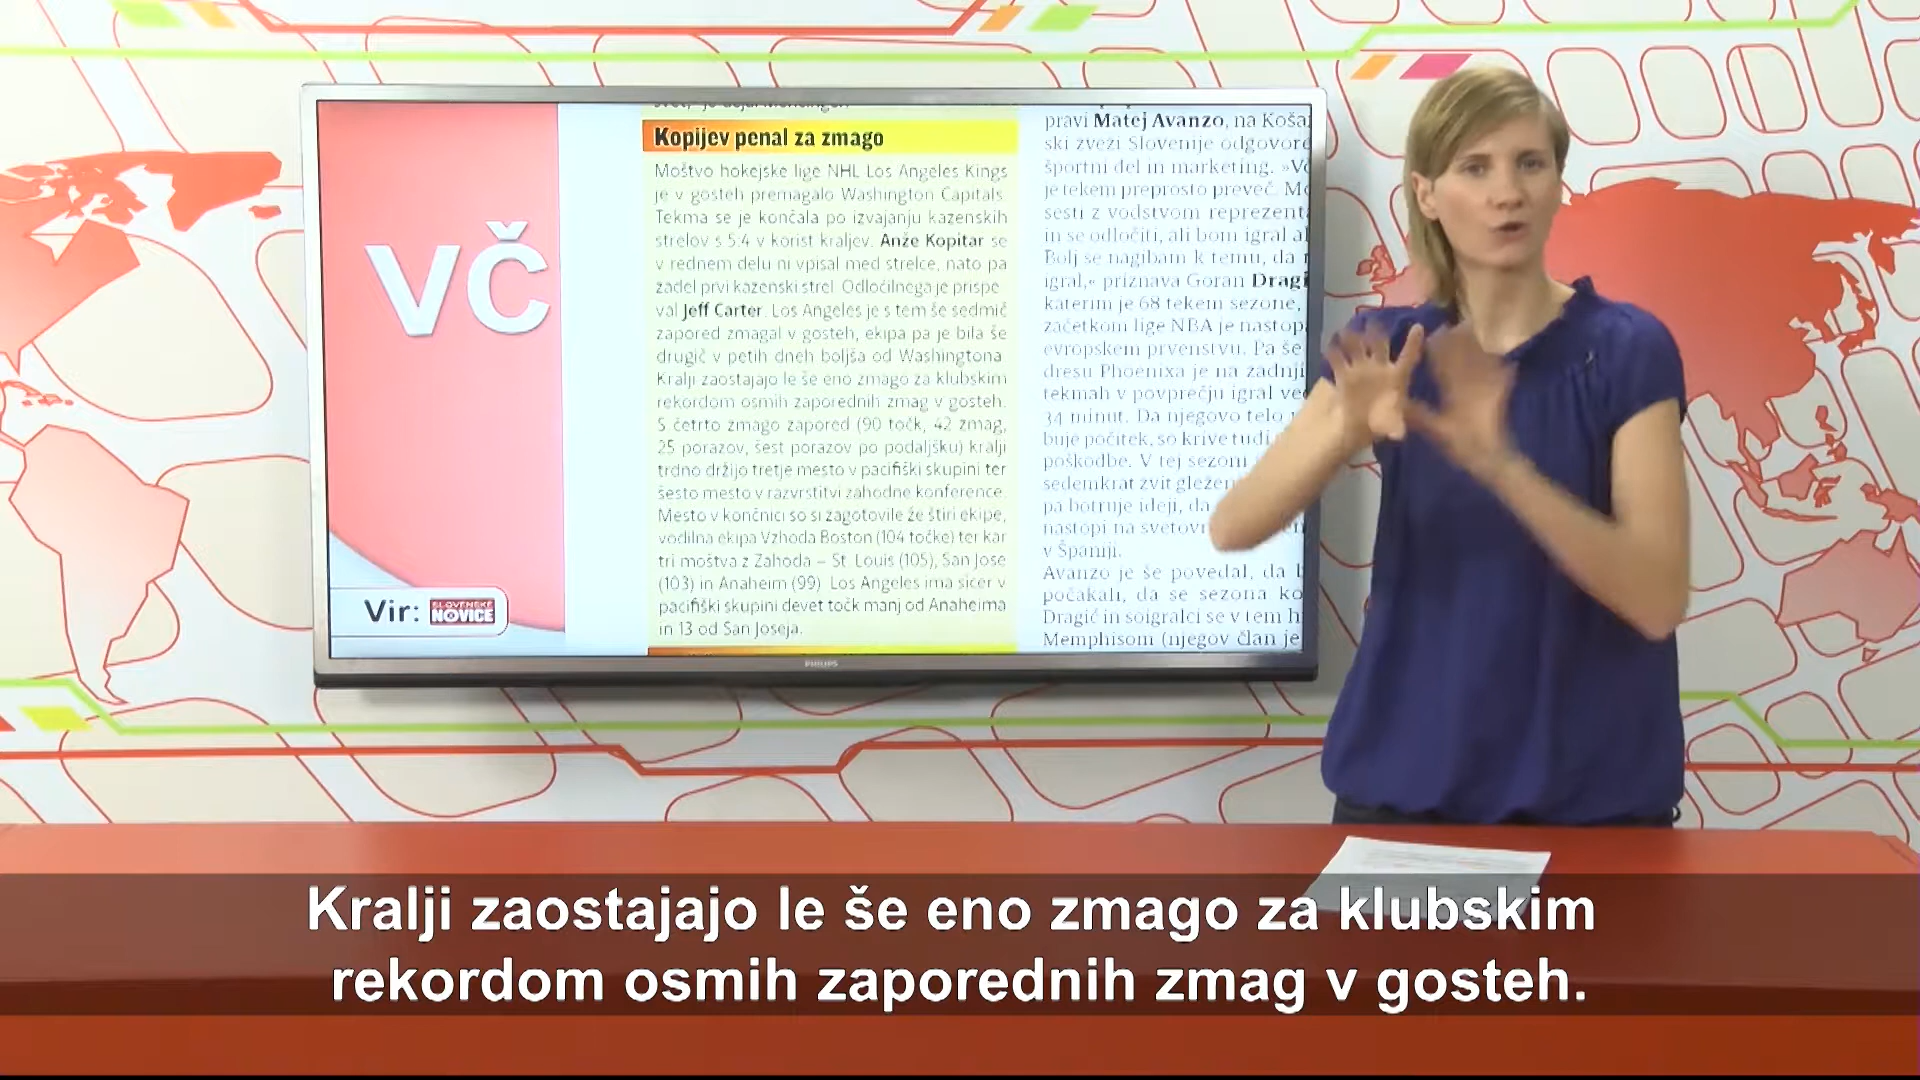 VČ
Vir: SLOVENSKE NOVICE
Kopijev penal za zmago
Moštvo hokejske lige NHL Los Angeles Kings
je v gosteh premagalo Washington Capitals.
Tekma se je končala po izvajanju kazenskih
strelov s 5:4 v korist kraljev. Anže Kopitar se
v rednem delu ni vpisal med strelce, nato pa
zadel prvi kazenski strel. Odločilnega je prispe
val Jeff Carter. Los Angeles je s tem še sedmič
zapored zmagal v gosteh, ekipa pa je bila še
drugič v petih dneh boljša od Washingtona.
Kralji zaostajajo le še eno zmago za klubskim
rekordom osmih zaporednih zmag v gosteh.
S četrto zmago zapored (90 točk, 42 zmag,
25 porazov, šest porazov po podaljšku) kralji
trdno držijo tretje mesto v pacifiški skupini ter
šesto mesto v razvrstitvi zahodne konference.
Mesto v končnici so si zagotovile že štiri ekipe,
vodilna ekipa Vzhoda Boston (104 točke) ter kar
tri moštva z Zahoda – St. Louis (105), San Jose
(103) in Anaheim (99). Los Angeles ima sicer v
pacifiški skupini devet točk manj od Anaheima
in 13 od San Joseja.
pravi Matej Avanzo, na Koša
ski zvezi Slovenije odgovore
športni del in marketing. »Vo
je tekem preprosto preveč. Mo
sesti z vodstvom reprezenta
in se odločiti, ali bom igral al
Bolj se nagibam k temu, da
igral,« priznava Goran Dragi
katerim je 68 tekem sezone,
začetkom lige NBA je nastopa
evropskem prvenstvu. Pa še
dresu Phoenixa je na zadnji
tekmah v povprečju igral več
34 minut. Da njegovo telo
buje počitek, so krive tudi
poškodbe. V tej sezoni
sedemkrat zvil gležen
pa botruje ideji, da
nastopi na svetovn
v Španiji.
Avanzo je še povedal, da b
počakali, da se sezona ko
Dragić in soigralci se v tem
Memphisom (njegov član je
PHILIPS
Kralji zaostajajo le še eno zmago za klubskim
rekordom osmih zaporednih zmag v gosteh.